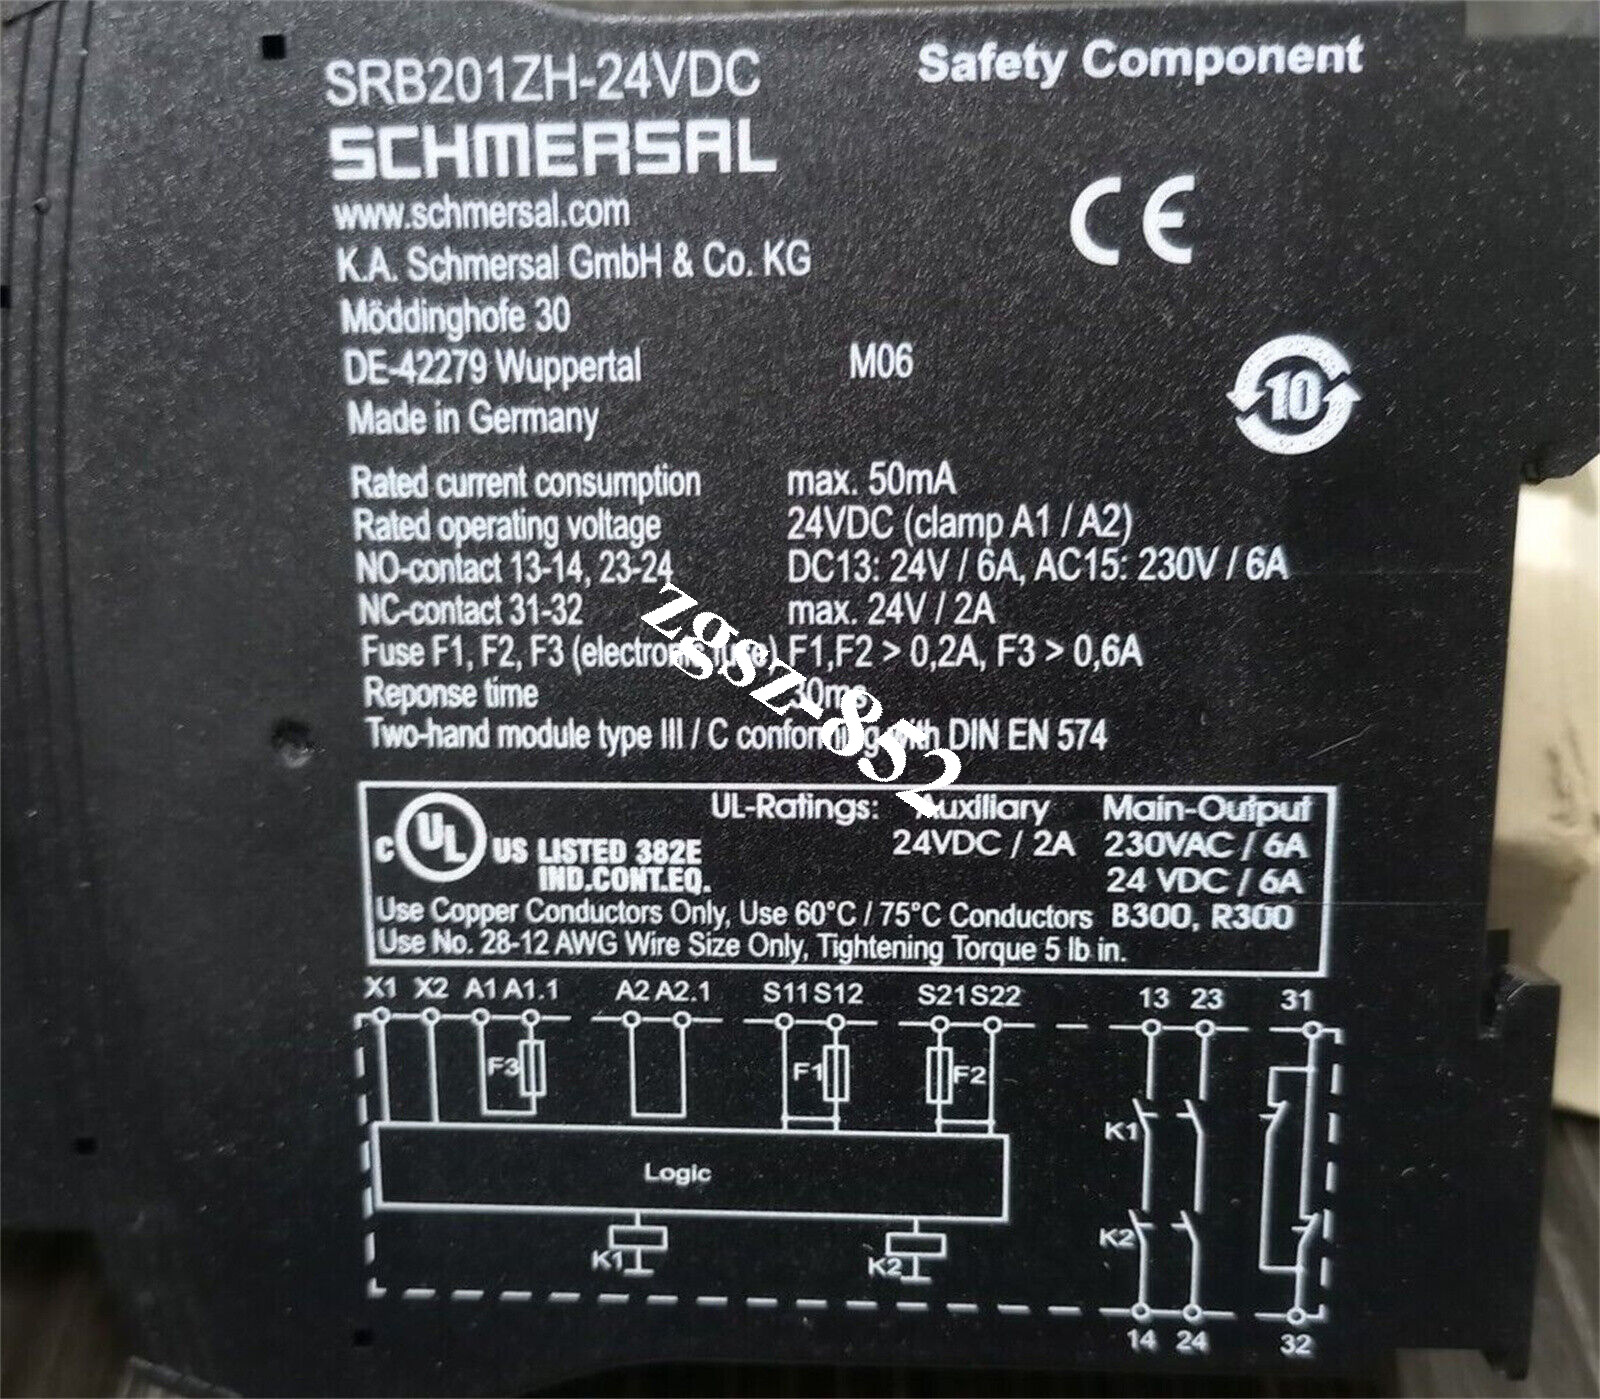 SRB201ZH-24VDC
Safety Component
SCHMERSAL
www.schmersal.com
K.A. Schmersal GmbH & Co. KG
CE
Möddinghofe 30
DE-42279 Wuppertal
M06
10
Made in Germany
Rated current consumption max. 50mA
Rated operating voltage 24VDC (clamp A1 / A2)
NO-contact 13-14, 23-24 DC13: 24V / 6A, AC15: 230V / 6A
NC-contact 31-32 max. 24V / 2A
Fuse F1, F2, F3 (electronic fuse) F1,F2 > 0,2A, F3 > 0,6A
Reponse time 30ms
Two-hand module type III / C conforming with DIN EN 574
zgsz-852
UL-Ratings: Auxiliary Main-Output
24VDC / 2A 230VAC / 6A
c UL US LISTED 382E
IND.CONT.EQ.
24 VDC / 6A
Use Copper Conductors Only, Use 60°C / 75°C Conductors B300, R300
Use No. 28-12 AWG Wire Size Only, Tightening Torque 5 lb in.
X1 X2 A1 A1.1 A2 A2.1 S11 S12 S21 S22 13 23 31
F3 F1 F2
K1
Logic
K2
K1 K2
14 24 32